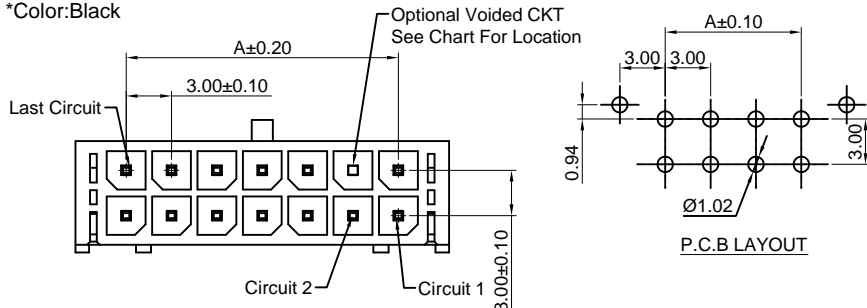 *Color:Black
Optional Voided CKT
See Chart For Location
A±0.20
3.00±0.10
Last Circuit
Circuit 2
Circuit 1
3.00±0.10
A±0.10
3.00 3.00
0.94
3.00
Ø1.02
P.C.B LAYOUT